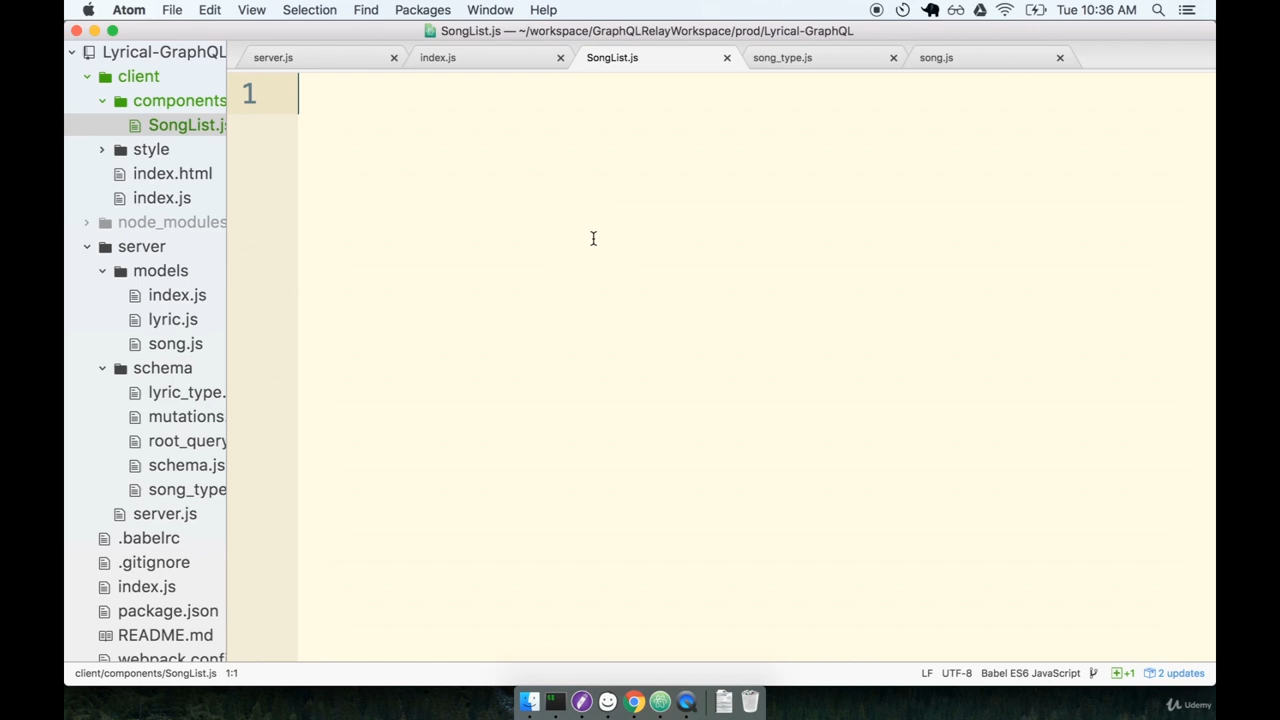 Atom File Edit View Selection Find Packages Window Help Tue 10:36 AM
SongList.js — ~/workspace/GraphQLRelayWorkspace/prod/Lyrical-GraphQL
Lyrical-GraphQL
server.js index.js SongList.js song_type.js song.js
client
1
components
SongList.j
style
index.html
index.js
node_modules
server
models
index.js
lyric.js
song.js
schema
lyric_type.
mutations.
root_query
schema.js
song_type
server.js
.babelrc
.gitignore
index.js
package.json
README.md
webpack.conf
client/components/SongList.js 1:1 LF UTF-8 Babel ES6 JavaScript +1 2 updates
Udemy